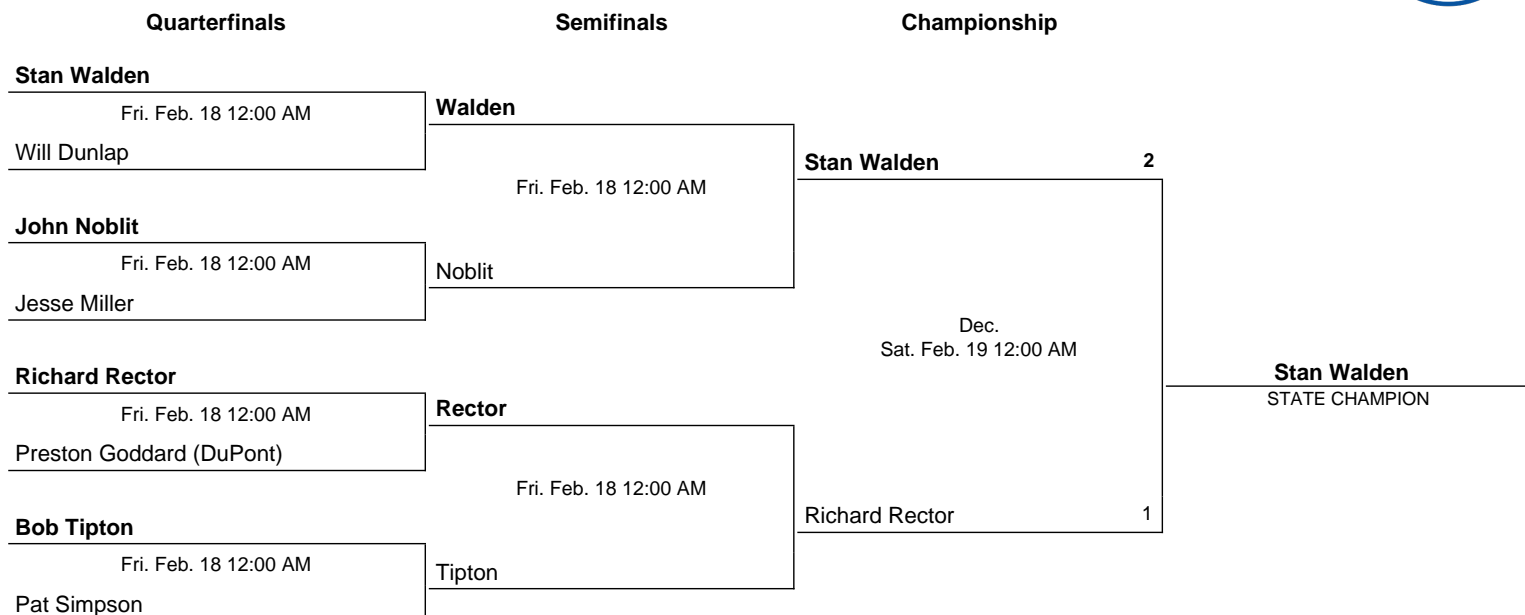 Quarterfinals
Semifinals
Championship
Stan Walden
Fri. Feb. 18 12:00 AM
Will Dunlap
John Noblit
Fri. Feb. 18 12:00 AM
Jesse Miller
Richard Rector
Fri. Feb. 18 12:00 AM
Preston Goddard (DuPont)
Bob Tipton
Fri. Feb. 18 12:00 AM
Pat Simpson
Walden
Fri. Feb. 18 12:00 AM
Noblit
Rector
Fri. Feb. 18 12:00 AM
Tipton
Stan Walden 2
Dec.
Sat. Feb. 19 12:00 AM
Richard Rector 1
Stan Walden
STATE CHAMPION